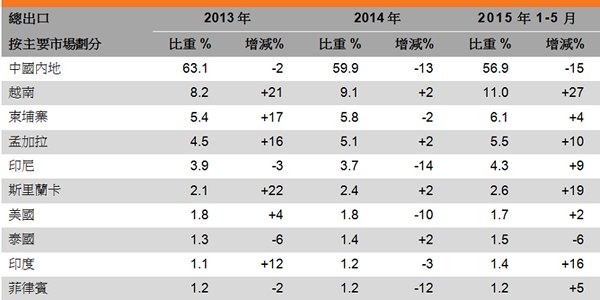 總出口 2013 年 2014 年 2015 年 1-5 月
按主要市場劃分 比重 % 增減% 比重 % 增減% 比重 % 增減%
中國內地 63.1 -2 59.9 -13 56.9 -15
越南 8.2 +21 9.1 +2 11.0 +27
柬埔寨 5.4 +17 5.8 -2 6.1 +4
孟加拉 4.5 +16 5.1 +2 5.5 +10
印尼 3.9 -3 3.7 -14 4.3 +9
斯里蘭卡 2.1 +22 2.4 +2 2.6 +19
美國 1.8 +4 1.8 -10 1.7 +2
泰國 1.3 -6 1.4 +2 1.5 -6
印度 1.1 +12 1.2 -3 1.4 +16
菲律賓 1.2 -2 1.2 -12 1.2 +5